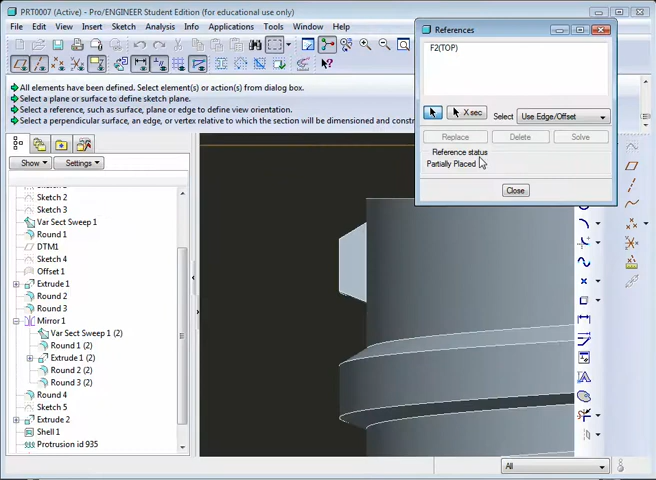 PRT0007 (Active) - Pro/ENGINEER Student Edition (for educational use only)
File Edit View Insert Sketch Analysis Info Applications Tools Window Help
All elements have been defined. Select element(s) or action(s) from dialog box.
Select a plane or surface to define sketch plane.
Select a reference, such as surface, plane or edge to define view orientation.
Select a perpendicular surface, an edge, or vertex relative to which the section will be dimensioned and const
References
F2(TOP)
X sec
Select
Use Edge/Offset
Replace
Delete
Solve
Reference status
Partially Placed
Close
Show
Settings
Sketch 2
Sketch 3
Var Sect Sweep 1
Round 1
DTM1
Sketch 4
Offset 1
Extrude 1
Round 2
Round 3
Mirror 1
Var Sect Sweep 1 (2)
Round 1 (2)
Extrude 1 (2)
Round 2 (2)
Round 3 (2)
Round 4
Sketch 5
Extrude 2
Shell 1
Protrusion id 935
All